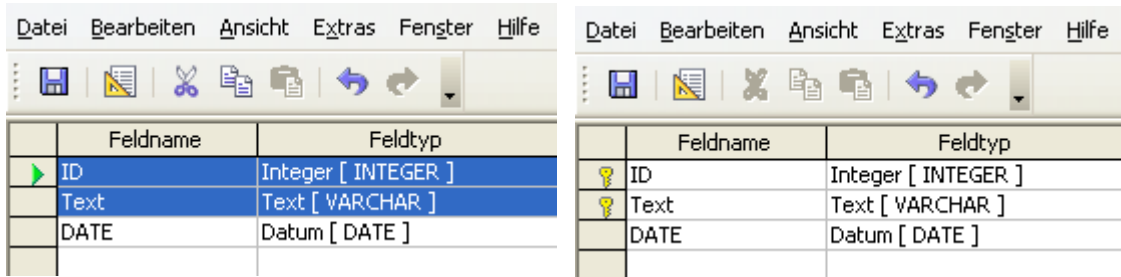 Datei Bearbeiten Ansicht Extras Fenster Hilfe
Feldname Feldtyp
ID Integer [ INTEGER ]
Text Text [ VARCHAR ]
DATE Datum [ DATE ]
Datei Bearbeiten Ansicht Extras Fenster Hilfe
Feldname Feldtyp
ID Integer [ INTEGER ]
Text Text [ VARCHAR ]
DATE Datum [ DATE ]